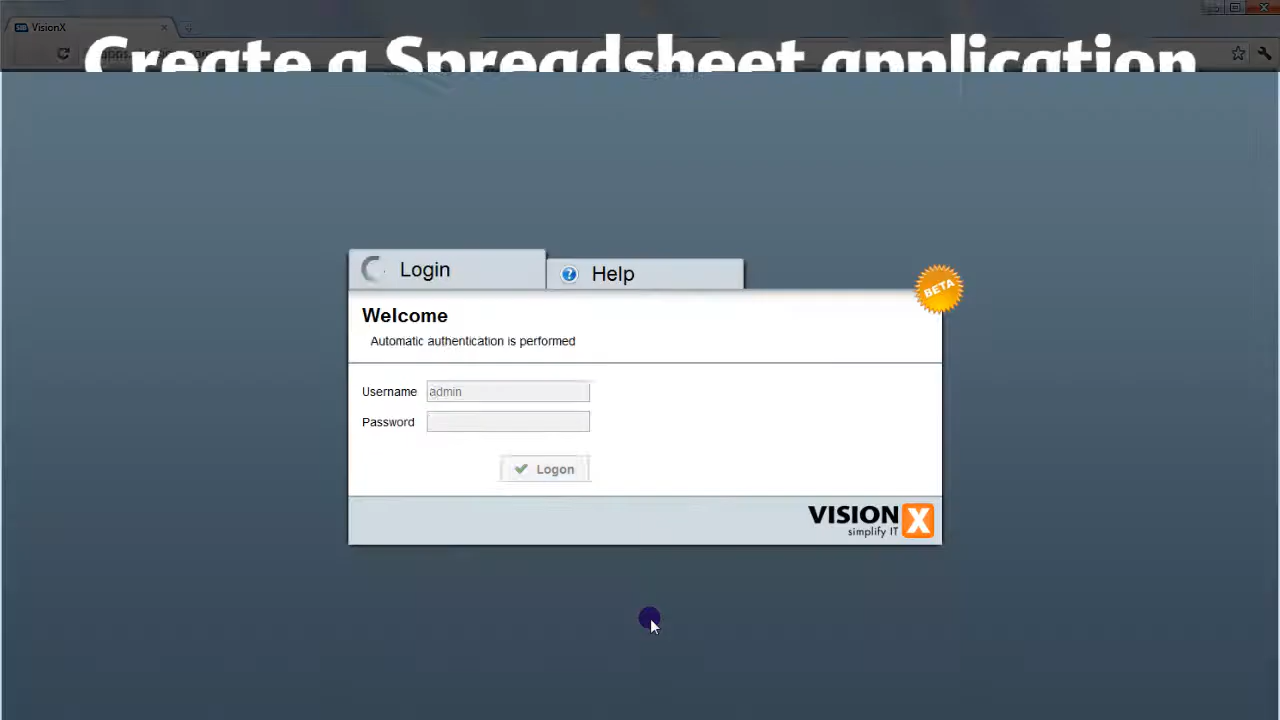 VisionX
Create a Spreadsheet application
Login
Help
BETA
Welcome
Automatic authentication is performed
Username admin
Password
Logon
VISION X
simplify IT